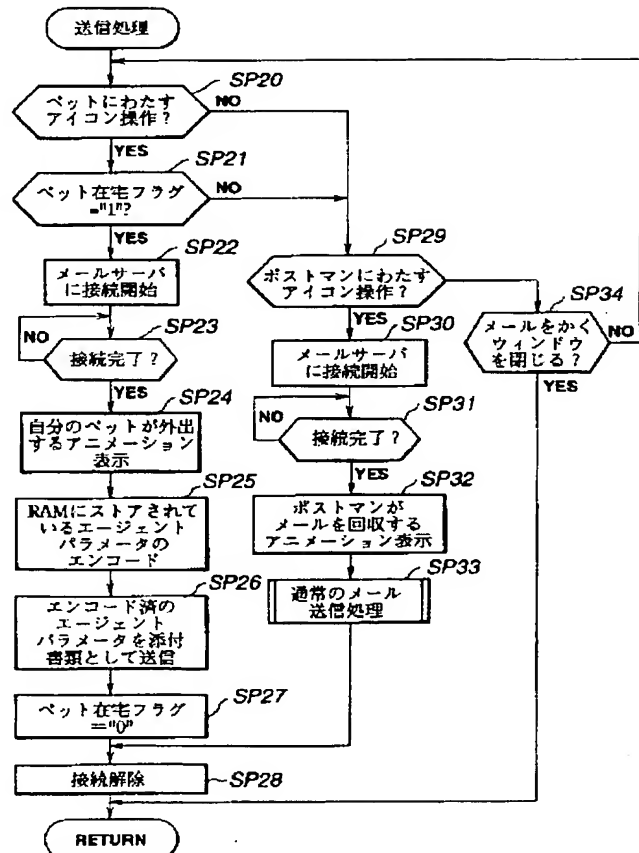 送信処理
SP20
ペットにわたす
アイコン操作？
NO
YES
SP21
ペット在宅フラグ
="1"?
NO
YES
SP22
メールサーバ
に接続開始
SP23
NO
接続完了？
YES
SP24
自分のペットが外出
するアニメーション
表示
SP25
RAMにストアされて
いるエージェント
パラメータの
エンコード
SP26
エンコード済の
エージェント
パラメータを添付
書類として送信
SP27
ペット在宅フラグ
="0"
接続解除
SP28
RETURN
SP29
ポストマンにわたす
アイコン操作？
YES
SP30
メールサーバ
に接続開始
SP31
NO
接続完了？
YES
SP32
ポストマンが
メールを回収する
アニメーション表示
SP33
通常のメール
送信処理
SP34
メールをかく
ウィンドウ
を閉じる？
NO
YES